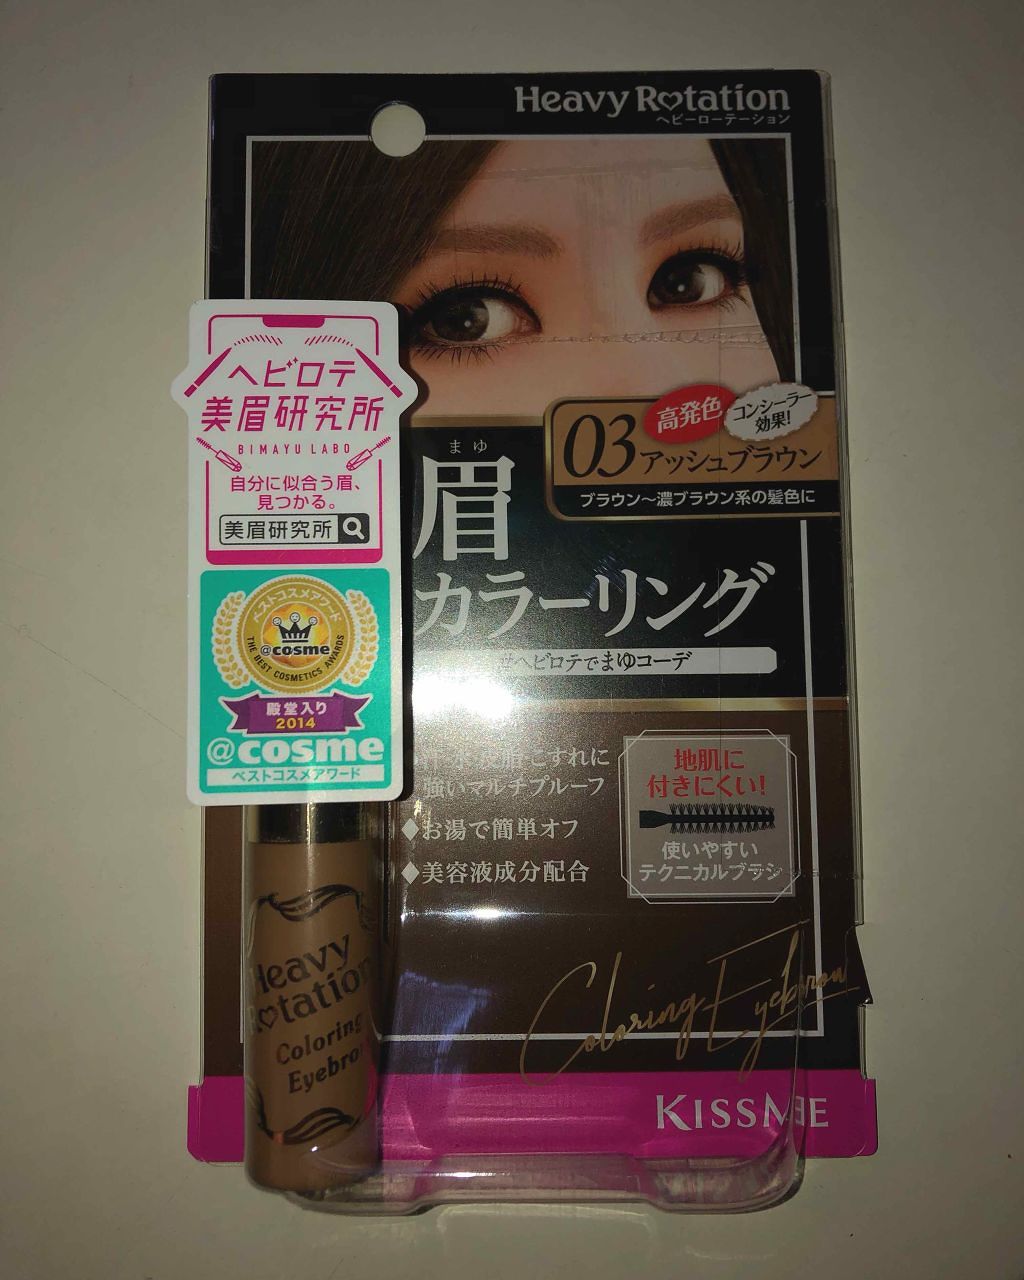 Heavy Rotation
ヘビーローテーション
ヘビロテ
美眉研究所
BIMAYU LABO
自分に似合う眉、
見つかる。
美眉研究所
ベストコスメアワード
@cosme
THE BEST COSMETICS AWARDS
殿堂入り
2014
@cosme
ベストコスメアワード
高発色
コンシーラー
効果!
03 アッシュブラウン
ブラウン〜濃ブラウン系の髪色に
まゆ
眉
カラーリング
#ヘビロテでまゆコーデ
こすれに
強いマルチプルーフ
◆お湯で簡単オフ
◆美容液成分配合
地肌に
付きにくい!
使いやすい
テクニカルブラシ
Heavy
Rotation
Coloring
Eyebro
Coloring Eyebrow
KISSME